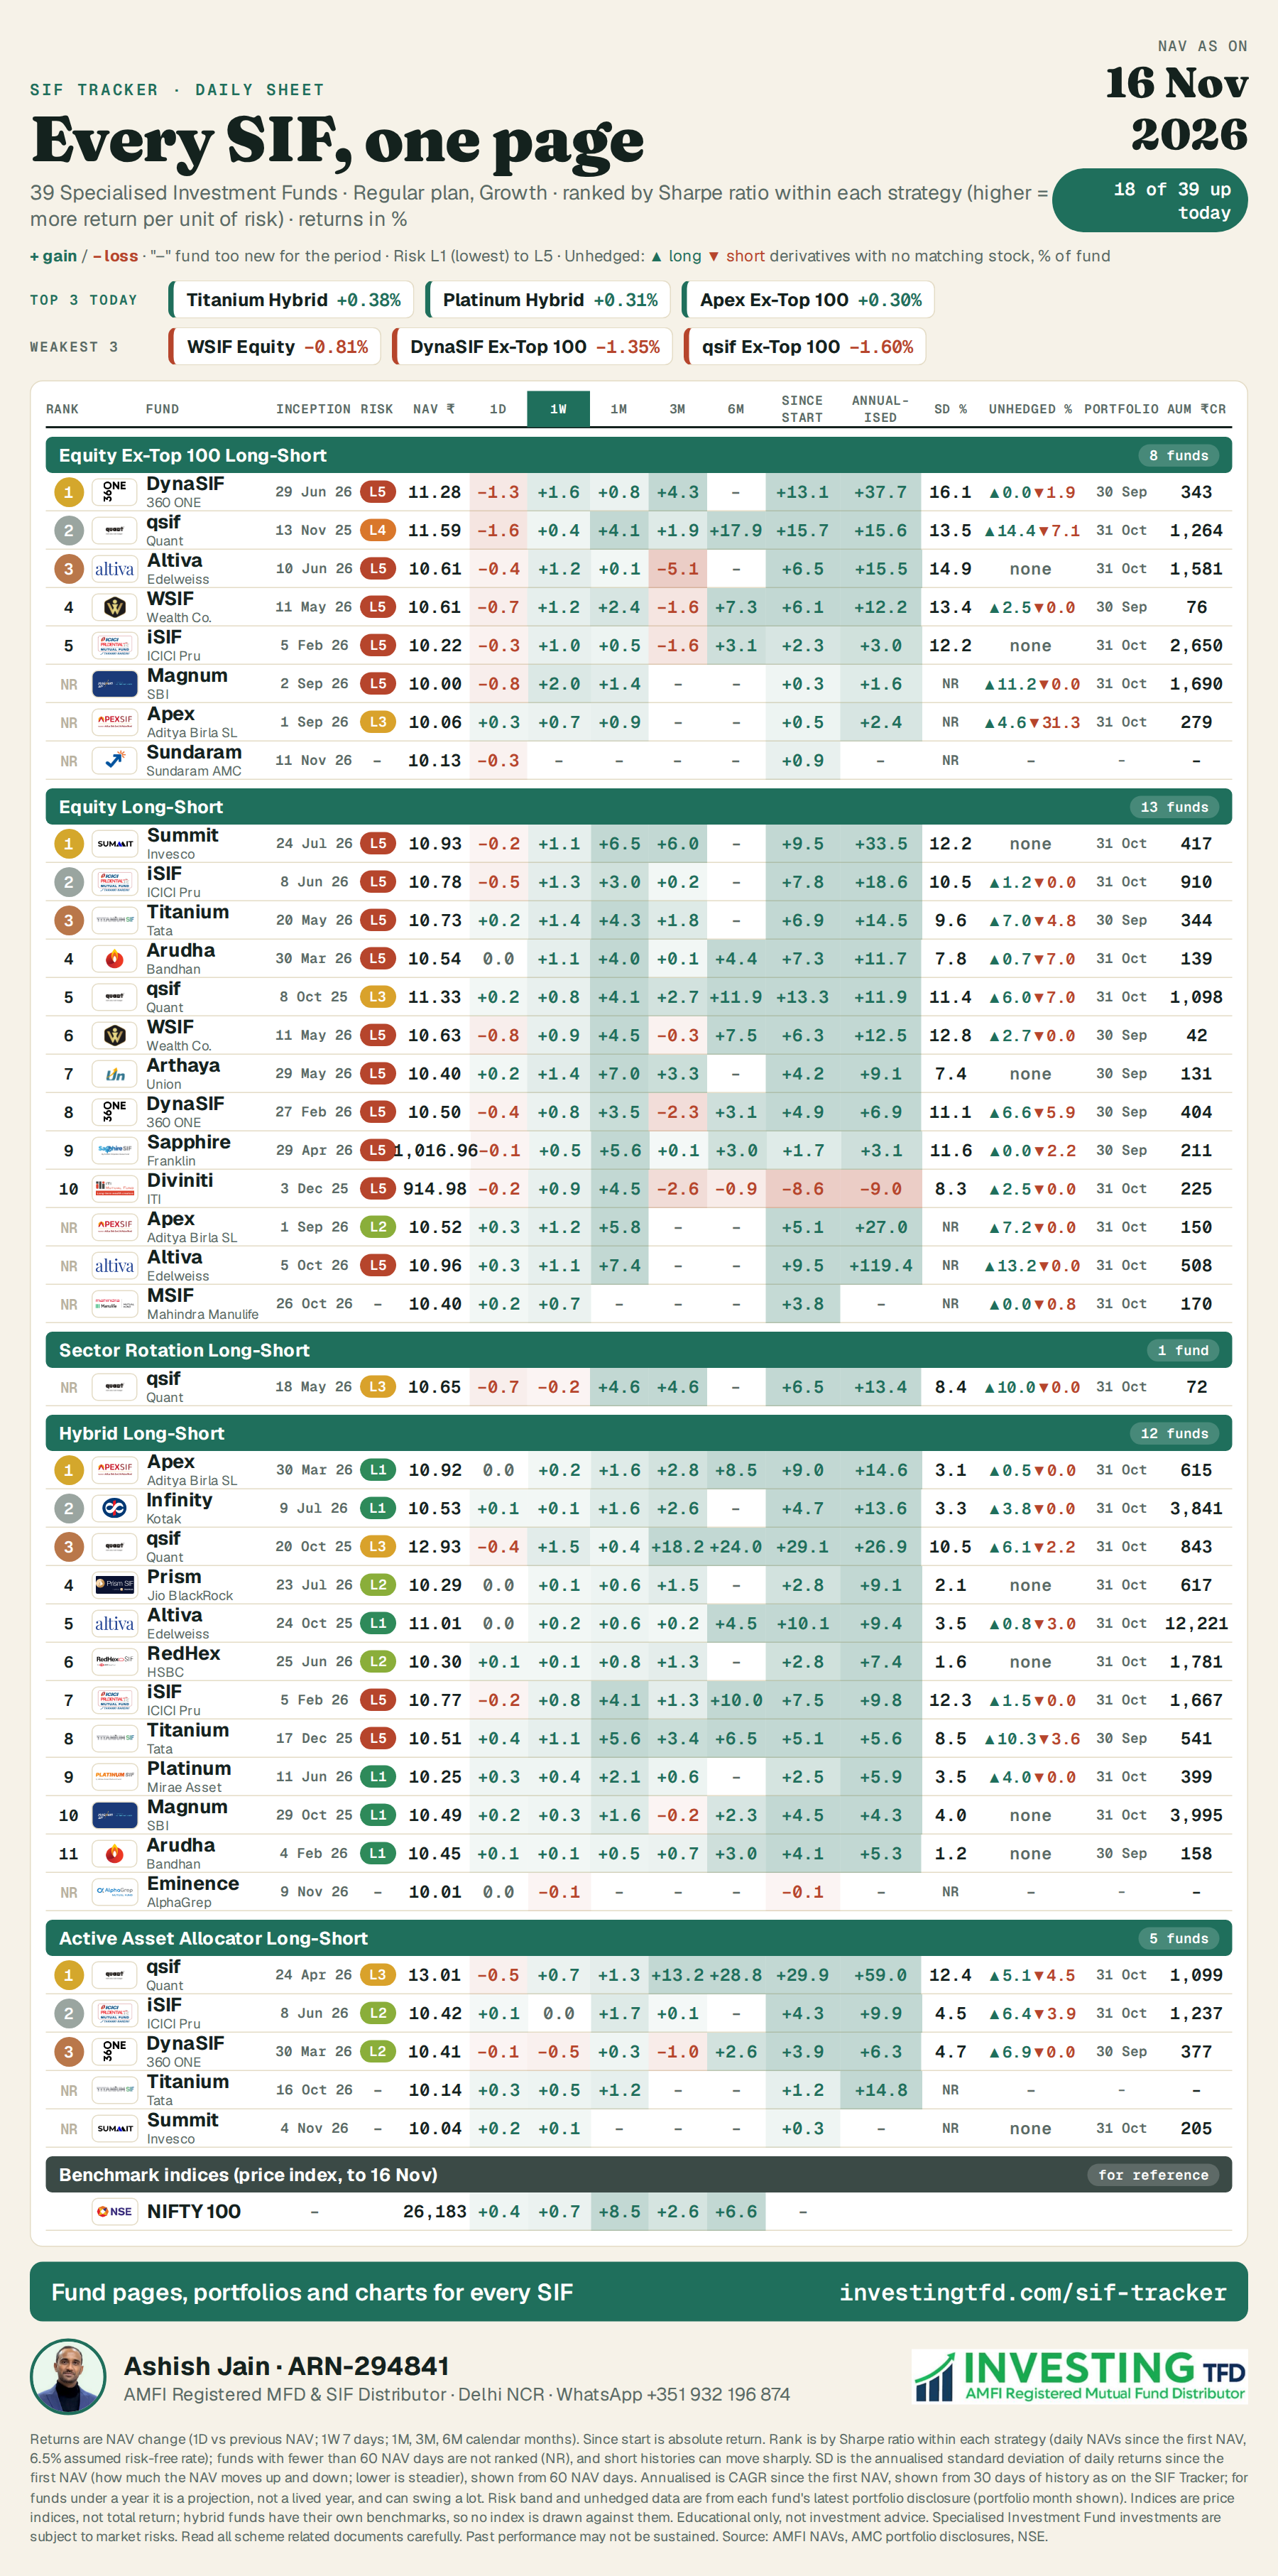 NAV AS ON
16 Nov
2026
SIF TRACKER · DAILY SHEET
Every SIF, one page
39 Specialised Investment Funds · Regular plan, Growth · ranked by Sharpe ratio within each strategy (higher =
more return per unit of risk) · returns in %
18 of 39 up
today
+ gain / − loss · "–" fund too new for the period · Risk L1 (lowest) to L5 · Unhedged: ▲ long ▼ short derivatives with no matching stock, % of fund
TOP 3 TODAY Titanium Hybrid +0.38% Platinum Hybrid +0.31% Apex Ex-Top 100 +0.30%
WEAKEST 3 WSIF Equity −0.81% DynaSIF Ex-Top 100 −1.35% qsif Ex-Top 100 −1.60%
RANK FUND INCEPTION RISK NAV ₹ 1D 1W 1M 3M 6M SINCE START ANNUAL-ISED SD % UNHEDGED % PORTFOLIO AUM ₹CR
Equity Ex-Top 100 Long-Short 8 funds
1 360 ONE DynaSIF 29 Jun 26 L5 11.28 −1.3 +1.6 +0.8 +4.3 – +13.1 +37.7 16.1 ▲0.0▼1.9 30 Sep 343
360 ONE
2 quant qsif 13 Nov 25 L4 11.59 −1.6 +0.4 +4.1 +1.9 +17.9 +15.7 +15.6 13.5 ▲14.4▼7.1 31 Oct 1,264
Quant
3 altiva Altiva 10 Jun 26 L5 10.61 −0.4 +1.2 +0.1 −5.1 – +6.5 +15.5 14.9 none 31 Oct 1,581
Edelweiss
4 WSIF 11 May 26 L5 10.61 −0.7 +1.2 +2.4 −1.6 +7.3 +6.1 +12.2 13.4 ▲2.5▼0.0 30 Sep 76
Wealth Co.
5 iSIF 5 Feb 26 L5 10.22 −0.3 +1.0 +0.5 −1.6 +3.1 +2.3 +3.0 12.2 none 31 Oct 2,650
ICICI Pru
NR Magnum 2 Sep 26 L5 10.00 −0.8 +2.0 +1.4 – – +0.3 +1.6 NR ▲11.2▼0.0 31 Oct 1,690
SBI
NR APEXSIF Apex 1 Sep 26 L3 10.06 +0.3 +0.7 +0.9 – – +0.5 +2.4 NR ▲4.6▼31.3 31 Oct 279
Aditya Birla SL
NR Sundaram 11 Nov 26 – 10.13 −0.3 – – – – +0.9 – NR – – –
Sundaram AMC
Equity Long-Short 13 funds
1 SUMMIT Summit 24 Jul 26 L5 10.93 −0.2 +1.1 +6.5 +6.0 – +9.5 +33.5 12.2 none 31 Oct 417
Invesco
2 iSIF 8 Jun 26 L5 10.78 −0.5 +1.3 +3.0 +0.2 – +7.8 +18.6 10.5 ▲1.2▼0.0 31 Oct 910
ICICI Pru
3 TITANIUM SIF Titanium 20 May 26 L5 10.73 +0.2 +1.4 +4.3 +1.8 – +6.9 +14.5 9.6 ▲7.0▼4.8 30 Sep 344
Tata
4 Arudha 30 Mar 26 L5 10.54 0.0 +1.1 +4.0 +0.1 +4.4 +7.3 +11.7 7.8 ▲0.7▼7.0 31 Oct 139
Bandhan
5 quant qsif 8 Oct 25 L3 11.33 +0.2 +0.8 +4.1 +2.7 +11.9 +13.3 +11.9 11.4 ▲6.0▼7.0 31 Oct 1,098
Quant
6 WSIF 11 May 26 L5 10.63 −0.8 +0.9 +4.5 −0.3 +7.5 +6.3 +12.5 12.8 ▲2.7▼0.0 30 Sep 42
Wealth Co.
7 Arthaya 29 May 26 L5 10.40 +0.2 +1.4 +7.0 +3.3 – +4.2 +9.1 7.4 none 30 Sep 131
Union
8 360 ONE DynaSIF 27 Feb 26 L5 10.50 −0.4 +0.8 +3.5 −2.3 +3.1 +4.9 +6.9 11.1 ▲6.6▼5.9 30 Sep 404
360 ONE
9 Sapphire SIF Sapphire 29 Apr 26 L5 1,016.96 −0.1 +0.5 +5.6 +0.1 +3.0 +1.7 +3.1 11.6 ▲0.0▼2.2 30 Sep 211
Franklin
10 Diviniti 3 Dec 25 L5 914.98 −0.2 +0.9 +4.5 −2.6 −0.9 −8.6 −9.0 8.3 ▲2.5▼0.0 31 Oct 225
ITI
NR APEXSIF Apex 1 Sep 26 L2 10.52 +0.3 +1.2 +5.8 – – +5.1 +27.0 NR ▲7.2▼0.0 31 Oct 150
Aditya Birla SL
NR altiva Altiva 5 Oct 26 L5 10.96 +0.3 +1.1 +7.4 – – +9.5 +119.4 NR ▲13.2▼0.0 31 Oct 508
Edelweiss
NR MSIF 26 Oct 26 – 10.40 +0.2 +0.7 – – – +3.8 – NR ▲0.0▼0.8 31 Oct 170
Mahindra Manulife
Sector Rotation Long-Short 1 fund
NR quant qsif 18 May 26 L3 10.65 −0.7 −0.2 +4.6 +4.6 – +6.5 +13.4 8.4 ▲10.0▼0.0 31 Oct 72
Quant
Hybrid Long-Short 12 funds
1 APEXSIF Apex 30 Mar 26 L1 10.92 0.0 +0.2 +1.6 +2.8 +8.5 +9.0 +14.6 3.1 ▲0.5▼0.0 31 Oct 615
Aditya Birla SL
2 Infinity 9 Jul 26 L1 10.53 +0.1 +0.1 +1.6 +2.6 – +4.7 +13.6 3.3 ▲3.8▼0.0 31 Oct 3,841
Kotak
3 quant qsif 20 Oct 25 L3 12.93 −0.4 +1.5 +0.4 +18.2 +24.0 +29.1 +26.9 10.5 ▲6.1▼2.2 31 Oct 843
Quant
4 Prism SIF Prism 23 Jul 26 L2 10.29 0.0 +0.1 +0.6 +1.5 – +2.8 +9.1 2.1 none 31 Oct 617
Jio BlackRock
5 altiva Altiva 24 Oct 25 L1 11.01 0.0 +0.2 +0.6 +0.2 +4.5 +10.1 +9.4 3.5 ▲0.8▼3.0 31 Oct 12,221
Edelweiss
6 RedHex SIF RedHex 25 Jun 26 L2 10.30 +0.1 +0.1 +0.8 +1.3 – +2.8 +7.4 1.6 none 31 Oct 1,781
HSBC
7 iSIF 5 Feb 26 L5 10.77 −0.2 +0.8 +4.1 +1.3 +10.0 +7.5 +9.8 12.3 ▲1.5▼0.0 31 Oct 1,667
ICICI Pru
8 TITANIUM SIF Titanium 17 Dec 25 L5 10.51 +0.4 +1.1 +5.6 +3.4 +6.5 +5.1 +5.6 8.5 ▲10.3▼3.6 30 Sep 541
Tata
9 PLATINUM SIF Platinum 11 Jun 26 L1 10.25 +0.3 +0.4 +2.1 +0.6 – +2.5 +5.9 3.5 ▲4.0▼0.0 31 Oct 399
Mirae Asset
10 Magnum 29 Oct 25 L1 10.49 +0.2 +0.3 +1.6 −0.2 +2.3 +4.5 +4.3 4.0 none 31 Oct 3,995
SBI
11 Arudha 4 Feb 26 L1 10.45 +0.1 +0.1 +0.5 +0.7 +3.0 +4.1 +5.3 1.2 none 30 Sep 158
Bandhan
NR AlphaGrep Eminence 9 Nov 26 – 10.01 0.0 −0.1 – – – −0.1 – NR – – –
AlphaGrep
Active Asset Allocator Long-Short 5 funds
1 quant qsif 24 Apr 26 L3 13.01 −0.5 +0.7 +1.3 +13.2 +28.8 +29.9 +59.0 12.4 ▲5.1▼4.5 31 Oct 1,099
Quant
2 iSIF 8 Jun 26 L2 10.42 +0.1 0.0 +1.7 +0.1 – +4.3 +9.9 4.5 ▲6.4▼3.9 31 Oct 1,237
ICICI Pru
3 360 ONE DynaSIF 30 Mar 26 L2 10.41 −0.1 −0.5 +0.3 −1.0 +2.6 +3.9 +6.3 4.7 ▲6.9▼0.0 30 Sep 377
360 ONE
NR TITANIUM SIF Titanium 16 Oct 26 – 10.14 +0.3 +0.5 +1.2 – – +1.2 +14.8 NR – – –
Tata
NR SUMMIT Summit 4 Nov 26 – 10.04 +0.2 +0.1 – – – +0.3 – NR none 31 Oct 205
Invesco
Benchmark indices (price index, to 16 Nov) for reference
NSE NIFTY 100 – 26,183 +0.4 +0.7 +8.5 +2.6 +6.6 –
Fund pages, portfolios and charts for every SIF investingtfd.com/sif-tracker
Ashish Jain · ARN-294841
AMFI Registered MFD & SIF Distributor · Delhi NCR · WhatsApp +351 932 196 874
INVESTING TFD
AMFI Registered Mutual Fund Distributor
Returns are NAV change (1D vs previous NAV; 1W 7 days; 1M, 3M, 6M calendar months). Since start is absolute return. Rank is by Sharpe ratio within each strategy (daily NAVs since the first NAV,
6.5% assumed risk-free rate); funds with fewer than 60 NAV days are not ranked (NR), and short histories can move sharply. SD is the annualised standard deviation of daily returns since the
first NAV (how much the NAV moves up and down; lower is steadier), shown from 60 NAV days. Annualised is CAGR since the first NAV, shown from 30 days of history as on the SIF Tracker; for
funds under a year it is a projection, not a lived year, and can swing a lot. Risk band and unhedged data are from each fund's latest portfolio disclosure (portfolio month shown). Indices are price
indices, not total return; hybrid funds have their own benchmarks, so no index is drawn against them. Educational only, not investment advice. Specialised Investment Fund investments are
subject to market risks. Read all scheme related documents carefully. Past performance may not be sustained. Source: AMFI NAVs, AMC portfolio disclosures, NSE.